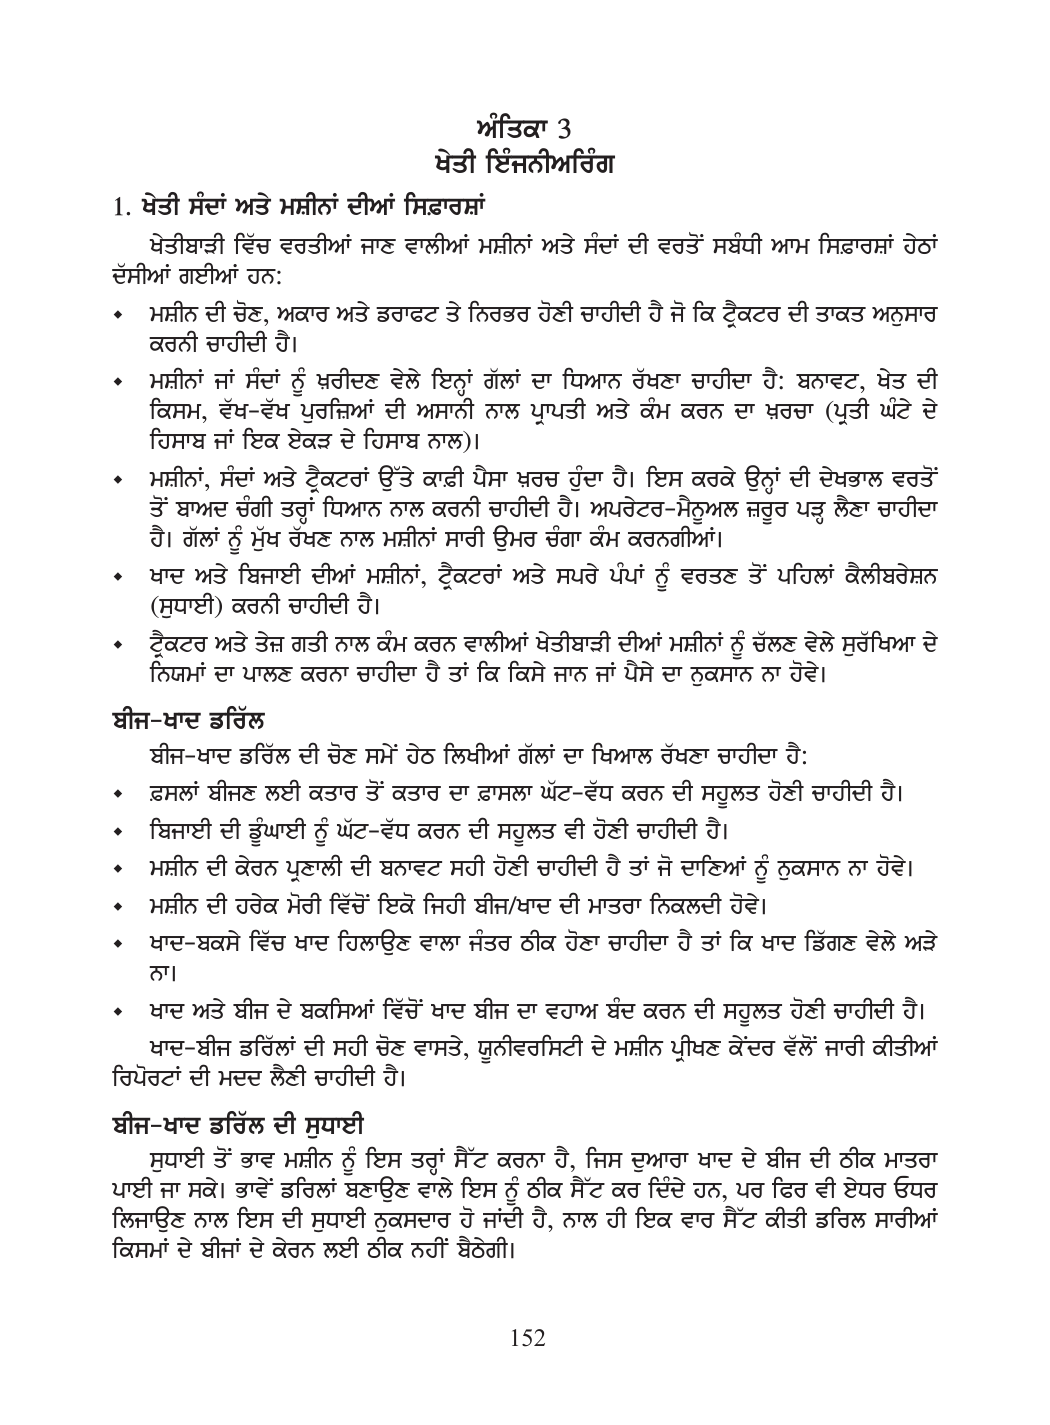 ਅੰਤਿਕਾ 3
ਖੇਤੀ ਇੰਜਨੀਅਰਿੰਗ
1. ਖੇਤੀ ਸੰਦਾਂ ਅਤੇ ਮਸ਼ੀਨਾਂ ਦੀਆਂ ਸਿਫ਼ਾਰਸ਼ਾਂ
ਖੇਤੀਬਾੜੀ ਵਿੱਚ ਵਰਤੀਆਂ ਜਾਣ ਵਾਲੀਆਂ ਮਸ਼ੀਨਾਂ ਅਤੇ ਸੰਦਾਂ ਦੀ ਵਰਤੋਂ ਸਬੰਧੀ ਆਮ ਸਿਫ਼ਾਰਸ਼ਾਂ ਹੇਠਾਂ
ਦੱਸੀਆਂ ਗਈਆਂ ਹਨ:
⬥ ਮਸ਼ੀਨ ਦੀ ਚੋਣ, ਅਕਾਰ ਅਤੇ ਡਰਾਫਟ ਤੇ ਨਿਰਭਰ ਹੋਣੀ ਚਾਹੀਦੀ ਹੈ ਜੋ ਕਿ ਟ੍ਰੈਕਟਰ ਦੀ ਤਾਕਤ ਅਨੁਸਾਰ
ਕਰਨੀ ਚਾਹੀਦੀ ਹੈ।
⬥ ਮਸ਼ੀਨਾਂ ਜਾਂ ਸੰਦਾਂ ਨੂੰ ਖ਼ਰੀਦਣ ਵੇਲੇ ਇਨ੍ਹਾਂ ਗੱਲਾਂ ਦਾ ਧਿਆਨ ਰੱਖਣਾ ਚਾਹੀਦਾ ਹੈ: ਬਨਾਵਟ, ਖੇਤ ਦੀ
ਕਿਸਮ, ਵੱਖ-ਵੱਖ ਪੁਰਜ਼ਿਆਂ ਦੀ ਅਸਾਨੀ ਨਾਲ ਪ੍ਰਾਪਤੀ ਅਤੇ ਕੰਮ ਕਰਨ ਦਾ ਖ਼ਰਚਾ (ਪ੍ਰਤੀ ਘੰਟੇ ਦੇ
ਹਿਸਾਬ ਜਾਂ ਇਕ ਏਕੜ ਦੇ ਹਿਸਾਬ ਨਾਲ)।
⬥ ਮਸ਼ੀਨਾਂ, ਸੰਦਾਂ ਅਤੇ ਟ੍ਰੈਕਟਰਾਂ ਉੱਤੇ ਕਾਫ਼ੀ ਪੈਸਾ ਖ਼ਰਚ ਹੁੰਦਾ ਹੈ। ਇਸ ਕਰਕੇ ਉਨ੍ਹਾਂ ਦੀ ਦੇਖਭਾਲ ਵਰਤੋਂ
ਤੋਂ ਬਾਅਦ ਚੰਗੀ ਤਰ੍ਹਾਂ ਧਿਆਨ ਨਾਲ ਕਰਨੀ ਚਾਹੀਦੀ ਹੈ। ਅਪਰੇਟਰ-ਮੈਨੂਅਲ ਜ਼ਰੂਰ ਪੜ੍ਹ ਲੈਣਾ ਚਾਹੀਦਾ
ਹੈ। ਗੱਲਾਂ ਨੂੰ ਮੁੱਖ ਰੱਖਣ ਨਾਲ ਮਸ਼ੀਨਾਂ ਸਾਰੀ ਉਮਰ ਚੰਗਾ ਕੰਮ ਕਰਨਗੀਆਂ।
⬥ ਖਾਦ ਅਤੇ ਬਿਜਾਈ ਦੀਆਂ ਮਸ਼ੀਨਾਂ, ਟ੍ਰੈਕਟਰਾਂ ਅਤੇ ਸਪਰੇ ਪੰਪਾਂ ਨੂੰ ਵਰਤਣ ਤੋਂ ਪਹਿਲਾਂ ਕੈਲੀਬਰੇਸ਼ਨ
(ਸੁਧਾਈ) ਕਰਨੀ ਚਾਹੀਦੀ ਹੈ।
⬥ ਟ੍ਰੈਕਟਰ ਅਤੇ ਤੇਜ਼ ਗਤੀ ਨਾਲ ਕੰਮ ਕਰਨ ਵਾਲੀਆਂ ਖੇਤੀਬਾੜੀ ਦੀਆਂ ਮਸ਼ੀਨਾਂ ਨੂੰ ਚੱਲਣ ਵੇਲੇ ਸੁਰੱਖਿਆ ਦੇ
ਨਿਯਮਾਂ ਦਾ ਪਾਲਣ ਕਰਨਾ ਚਾਹੀਦਾ ਹੈ ਤਾਂ ਕਿ ਕਿਸੇ ਜਾਨ ਜਾਂ ਪੈਸੇ ਦਾ ਨੁਕਸਾਨ ਨਾ ਹੋਵੇ।
ਬੀਜ-ਖਾਦ ਡਰਿੱਲ
ਬੀਜ-ਖਾਦ ਡਰਿੱਲ ਦੀ ਚੋਣ ਸਮੇਂ ਹੇਠ ਲਿਖੀਆਂ ਗੱਲਾਂ ਦਾ ਖਿਆਲ ਰੱਖਣਾ ਚਾਹੀਦਾ ਹੈ:
⬥ ਫ਼ਸਲਾਂ ਬੀਜਣ ਲਈ ਕਤਾਰ ਤੋਂ ਕਤਾਰ ਦਾ ਫ਼ਾਸਲਾ ਘੱਟ-ਵੱਧ ਕਰਨ ਦੀ ਸਹੂਲਤ ਹੋਣੀ ਚਾਹੀਦੀ ਹੈ।
⬥ ਬਿਜਾਈ ਦੀ ਡੂੰਘਾਈ ਨੂੰ ਘੱਟ-ਵੱਧ ਕਰਨ ਦੀ ਸਹੂਲਤ ਵੀ ਹੋਣੀ ਚਾਹੀਦੀ ਹੈ।
⬥ ਮਸ਼ੀਨ ਦੀ ਕੇਰਨ ਪ੍ਰਣਾਲੀ ਦੀ ਬਨਾਵਟ ਸਹੀ ਹੋਣੀ ਚਾਹੀਦੀ ਹੈ ਤਾਂ ਜੋ ਦਾਣਿਆਂ ਨੂੰ ਨੁਕਸਾਨ ਨਾ ਹੋਵੇ।
⬥ ਮਸ਼ੀਨ ਦੀ ਹਰੇਕ ਮੋਰੀ ਵਿੱਚੋਂ ਇਕੋ ਜਿਹੀ ਬੀਜ/ਖਾਦ ਦੀ ਮਾਤਰਾ ਨਿਕਲਦੀ ਹੋਵੇ।
⬥ ਖਾਦ-ਬਕਸੇ ਵਿੱਚ ਖਾਦ ਹਿਲਾਉਣ ਵਾਲਾ ਜੰਤਰ ਠੀਕ ਹੋਣਾ ਚਾਹੀਦਾ ਹੈ ਤਾਂ ਕਿ ਖਾਦ ਡਿੱਗਣ ਵੇਲੇ ਅੜੇ
ਨਾ।
⬥ ਖਾਦ ਅਤੇ ਬੀਜ ਦੇ ਬਕਸਿਆਂ ਵਿੱਚੋਂ ਖਾਦ ਬੀਜ ਦਾ ਵਹਾਅ ਬੰਦ ਕਰਨ ਦੀ ਸਹੂਲਤ ਹੋਣੀ ਚਾਹੀਦੀ ਹੈ।
ਖਾਦ-ਬੀਜ ਡਰਿੱਲਾਂ ਦੀ ਸਹੀ ਚੋਣ ਵਾਸਤੇ, ਯੂਨੀਵਰਸਿਟੀ ਦੇ ਮਸ਼ੀਨ ਪ੍ਰੀਖਣ ਕੇਂਦਰ ਵੱਲੋਂ ਜਾਰੀ ਕੀਤੀਆਂ
ਰਿਪੋਰਟਾਂ ਦੀ ਮਦਦ ਲੈਣੀ ਚਾਹੀਦੀ ਹੈ।
ਬੀਜ-ਖਾਦ ਡਰਿੱਲ ਦੀ ਸੁਧਾਈ
ਸੁਧਾਈ ਤੋਂ ਭਾਵ ਮਸ਼ੀਨ ਨੂੰ ਇਸ ਤਰ੍ਹਾਂ ਸੈੱਟ ਕਰਨਾ ਹੈ, ਜਿਸ ਦੁਆਰਾ ਖਾਦ ਦੇ ਬੀਜ ਦੀ ਠੀਕ ਮਾਤਰਾ
ਪਾਈ ਜਾ ਸਕੇ। ਭਾਵੇਂ ਡਰਿਲਾਂ ਬਣਾਉਣ ਵਾਲੇ ਇਸ ਨੂੰ ਠੀਕ ਸੈੱਟ ਕਰ ਦਿੰਦੇ ਹਨ, ਪਰ ਫਿਰ ਵੀ ਏਧਰ ਓਧਰ
ਲਿਜਾਉਣ ਨਾਲ ਇਸ ਦੀ ਸੁਧਾਈ ਨੁਕਸਦਾਰ ਹੋ ਜਾਂਦੀ ਹੈ, ਨਾਲ ਹੀ ਇਕ ਵਾਰ ਸੈੱਟ ਕੀਤੀ ਡਰਿਲ ਸਾਰੀਆਂ
ਕਿਸਮਾਂ ਦੇ ਬੀਜਾਂ ਦੇ ਕੇਰਨ ਲਈ ਠੀਕ ਨਹੀਂ ਬੈਠੇਗੀ।
152